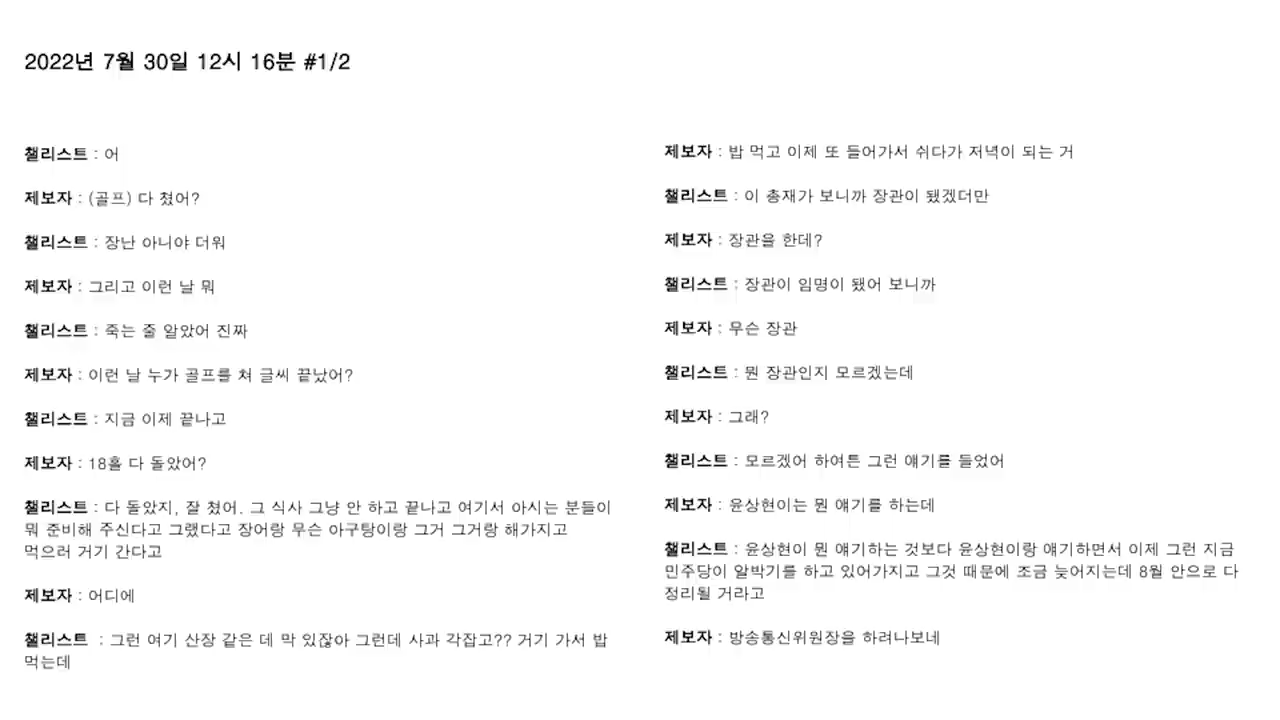 2022년 7월 30일 12시 16분 #1/2
챌리스트 : 어
제보자 : (골프) 다 쳤어?
챌리스트 : 장난 아니야 더워
제보자 : 그리고 이런 날 뭐
챌리스트 : 죽는 줄 알았어 진짜
제보자 : 이런 날 누가 골프를 쳐 글씨 끝났어?
챌리스트 : 지금 이제 끝나고
제보자 : 18홀 다 돌았어?
챌리스트 : 다 돌았지, 잘 쳤어. 그 식사 그냥 안 하고 끝나고 여기서 아시는 분들이
뭐 준비해 주신다고 그랬다고 장어랑 무슨 아구탕이랑 그거 그거랑 해가지고
먹으러 거기 간다고
제보자 : 어디에
챌리스트 : 그런 여기 산장 같은 데 막 있잖아 그런데 사과 각잡고?? 거기 가서 밥
먹는데
제보자 : 밥 먹고 이제 또 들어가서 쉬다가 저녁이 되는 거
챌리스트 : 이 총재가 보니까 장관이 됐겠더만
제보자 : 장관을 한데?
챌리스트 : 장관이 임명이 됐어 보니까
제보자 : 무슨 장관
챌리스트 : 뭔 장관인지 모르겠는데
제보자 : 그래?
챌리스트 : 모르겠어 하여튼 그런 얘기를 들었어
제보자 : 윤상현이는 뭔 얘기를 하는데
챌리스트 : 윤상현이 뭔 얘기하는 것보다 윤상현이랑 얘기하면서 이제 그런 지금
민주당이 알박기를 하고 있어가지고 그것 때문에 조금 늦어지는데 8월 안으로 다
정리될 거라고
제보자 : 방송통신위원장을 하려나보네